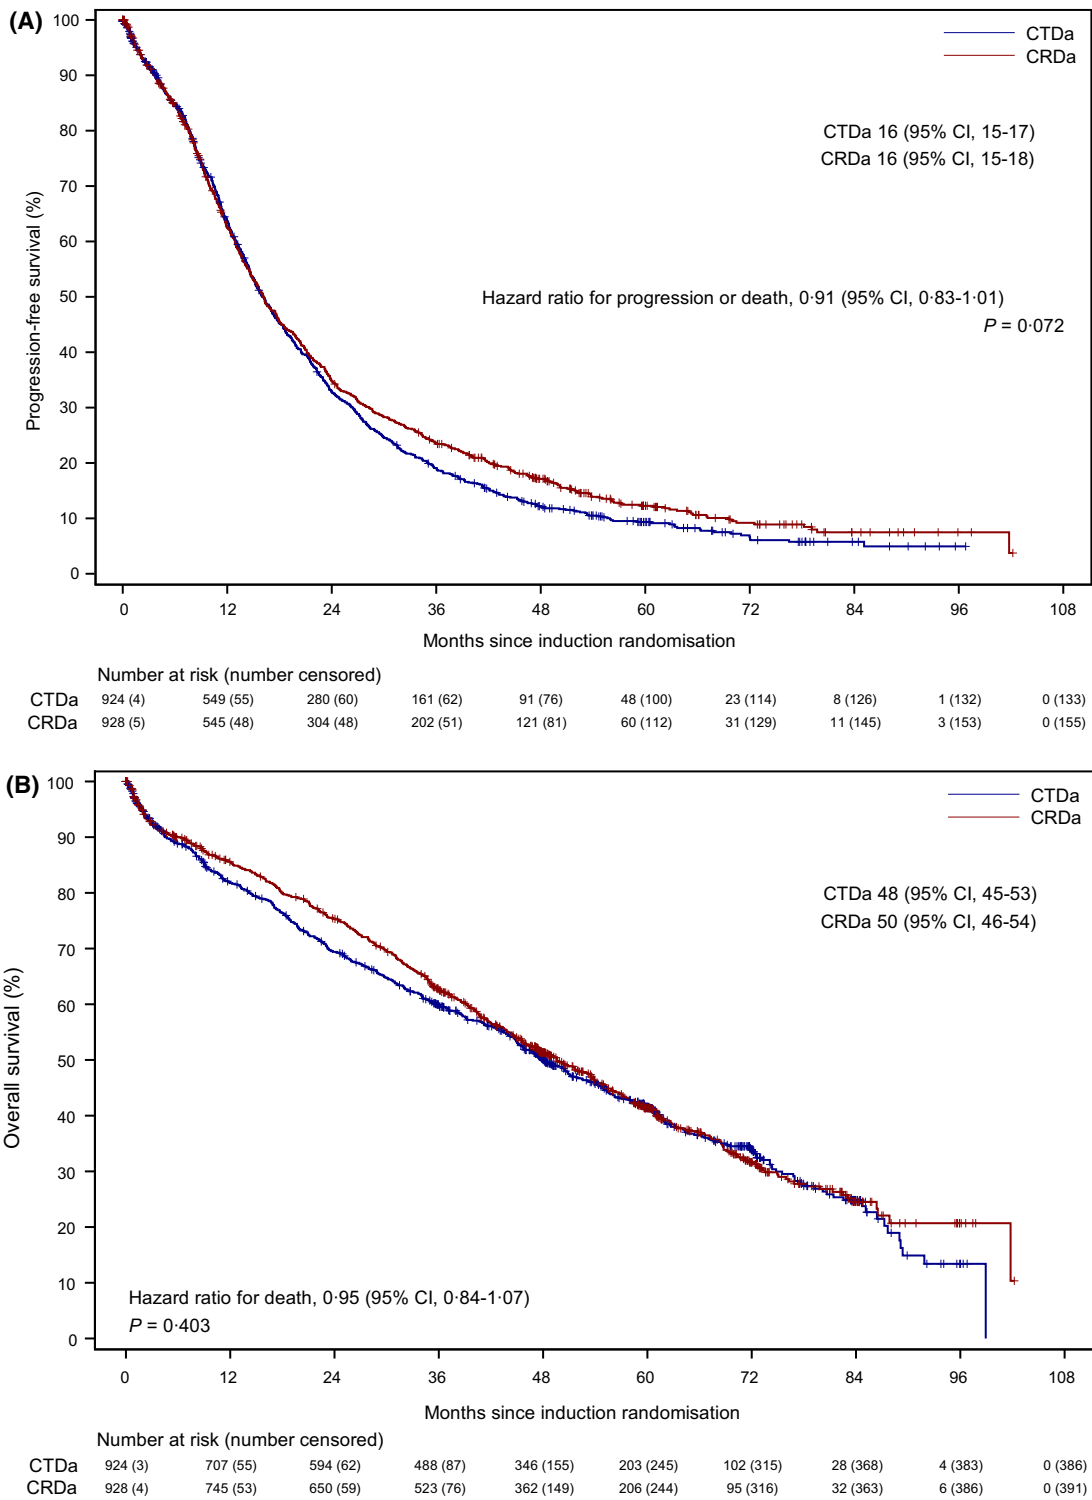 (A)
100
90
80
70
60
50
40
30
20
10
0
Progression-free survival (%)
CTDa
CRDa
CTDa 16 (95% CI, 15-17)
CRDa 16 (95% CI, 15-18)
Hazard ratio for progression or death, 0·91 (95% CI, 0·83-1·01)
P = 0·072
0 12 24 36 48 60 72 84 96 108
Months since induction randomisation
Number at risk (number censored)
CTDa 924 (4) 549 (55) 280 (60) 161 (62) 91 (76) 48 (100) 23 (114) 8 (126) 1 (132) 0 (133)
CRDa 928 (5) 545 (48) 304 (48) 202 (51) 121 (81) 60 (112) 31 (129) 11 (145) 3 (153) 0 (155)
(B)
100
90
80
70
60
50
40
30
20
10
0
Overall survival (%)
CTDa
CRDa
CTDa 48 (95% CI, 45-53)
CRDa 50 (95% CI, 46-54)
Hazard ratio for death, 0·95 (95% CI, 0·84-1·07)
P = 0·403
0 12 24 36 48 60 72 84 96 108
Months since induction randomisation
Number at risk (number censored)
CTDa 924 (3) 707 (55) 594 (62) 488 (87) 346 (155) 203 (245) 102 (315) 28 (368) 4 (383) 0 (386)
CRDa 928 (4) 745 (53) 650 (59) 523 (76) 362 (149) 206 (244) 95 (316) 32 (363) 6 (386) 0 (391)